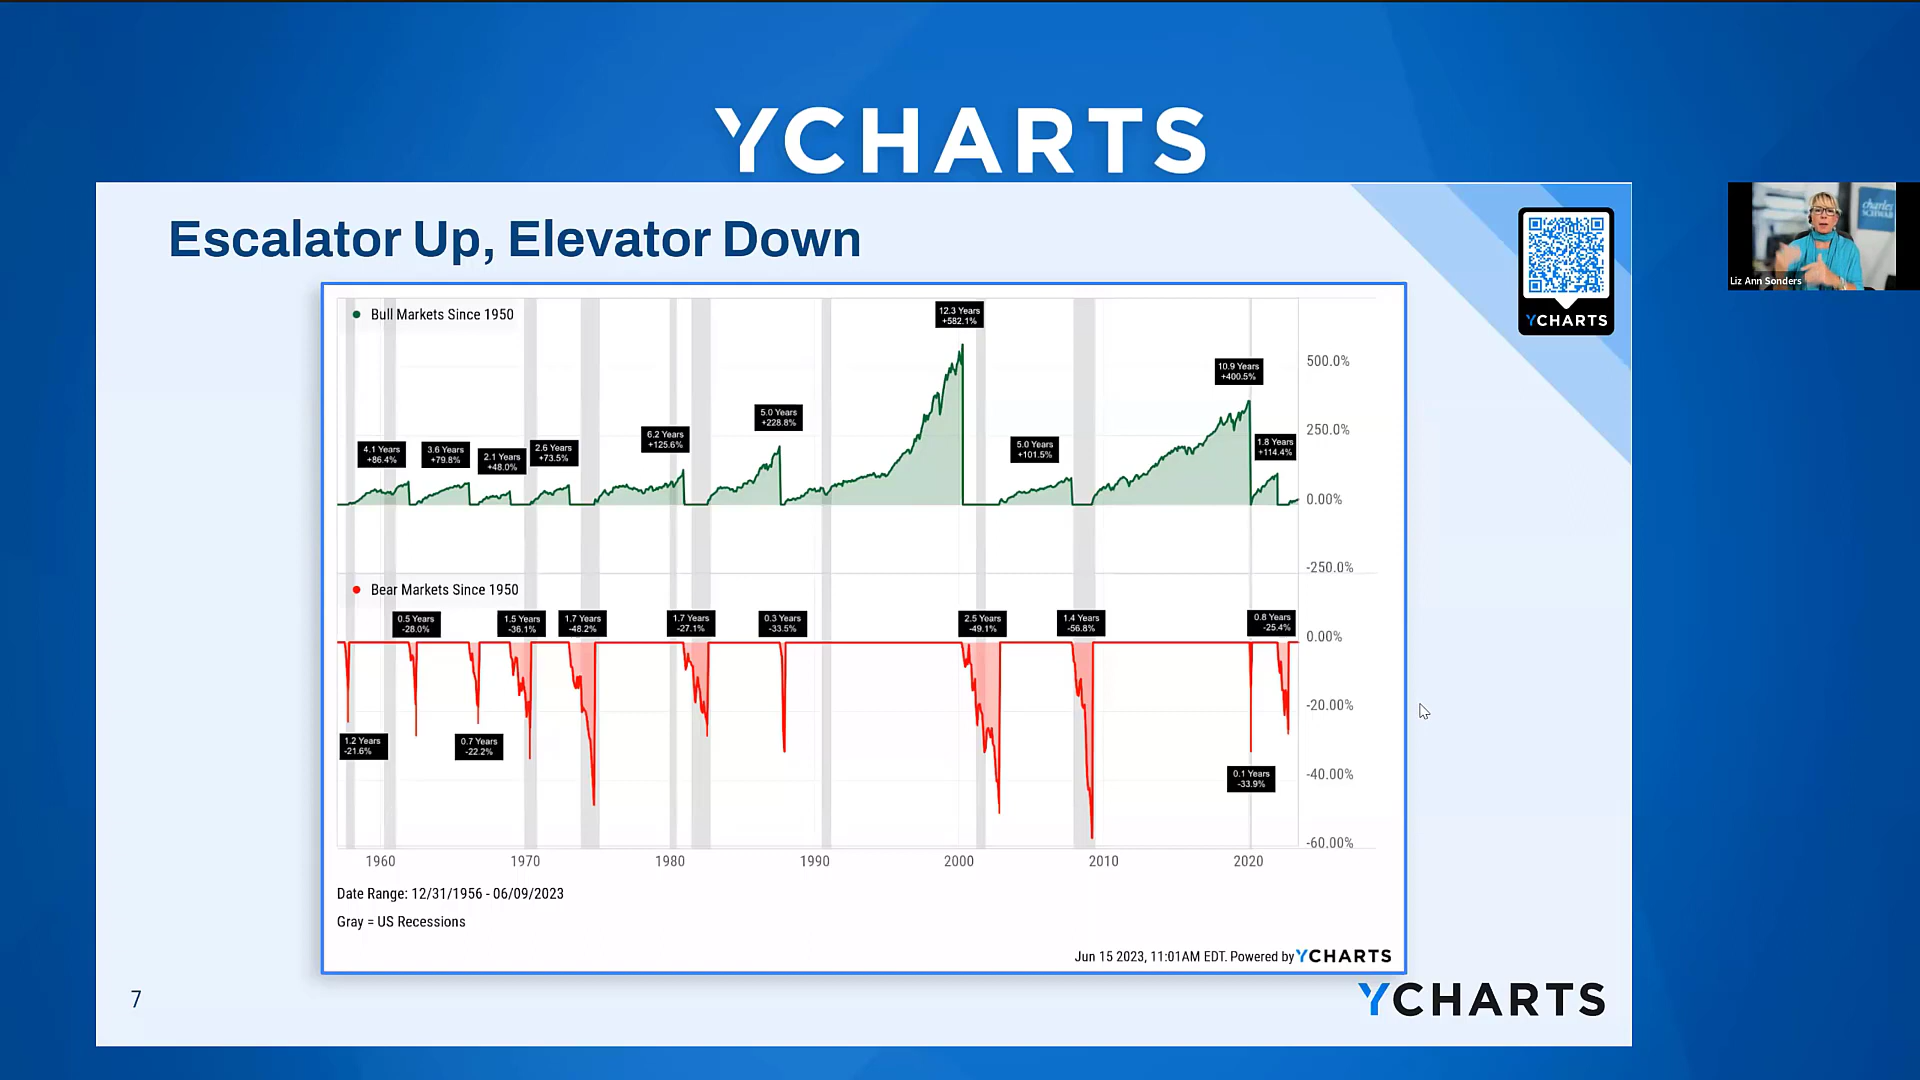 YCHARTS
Escalator Up, Elevator Down
YCHARTS
charles
SCHWAB
Liz Ann Sonders
Bull Markets Since 1950
12.3 Years
+582.1%
10.9 Years
+400.5%
5.0 Years
+228.8%
6.2 Years
+125.6%
4.1 Years
+86.4%
3.6 Years
+79.8%
2.1 Years
+48.0%
2.6 Years
+73.5%
5.0 Years
+101.5%
1.8 Years
+114.4%
500.0%
250.0%
0.00%
-250.0%
Bear Markets Since 1950
0.5 Years
-28.0%
1.5 Years
-36.1%
1.7 Years
-48.2%
1.7 Years
-27.1%
0.3 Years
-33.5%
2.5 Years
-49.1%
1.4 Years
-56.8%
0.8 Years
-25.4%
1.2 Years
-21.6%
0.7 Years
-22.2%
0.1 Years
-33.9%
0.00%
-20.00%
-40.00%
-60.00%
1960 1970 1980 1990 2000 2010 2020
Date Range: 12/31/1956 - 06/09/2023
Gray = US Recessions
Jun 15 2023, 11:01AM EDT. Powered by YCHARTS
7
YCHARTS